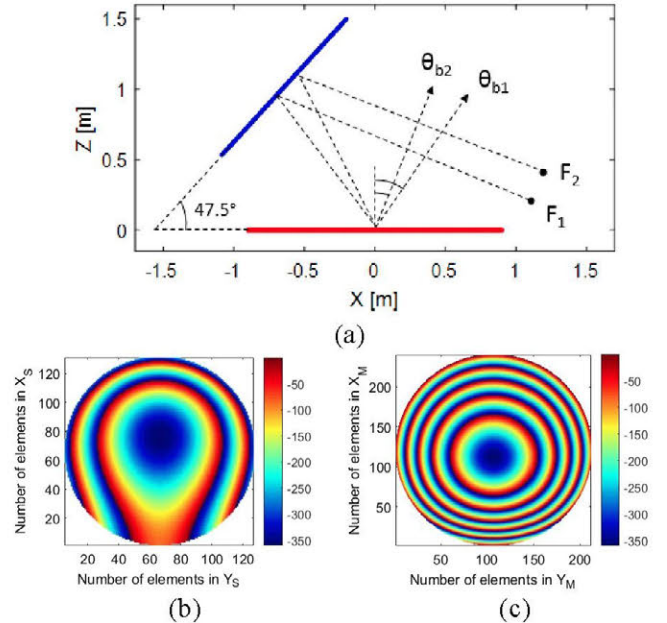 1.5
1
0.5
0
Z [m]
θb2
θb1
F2
F1
47.5°
-1.5 -1 -0.5 0 0.5 1 1.5
X [m]
(a)
120
100
80
60
40
20
Number of elements in XS
20 40 60 80 100 120
Number of elements in YS
-50
-100
-150
-200
-250
-300
-350
(b)
200
150
100
50
Number of elements in XM
50 100 150 200
Number of elements in YM
-50
-100
-150
-200
-250
-300
-350
(c)